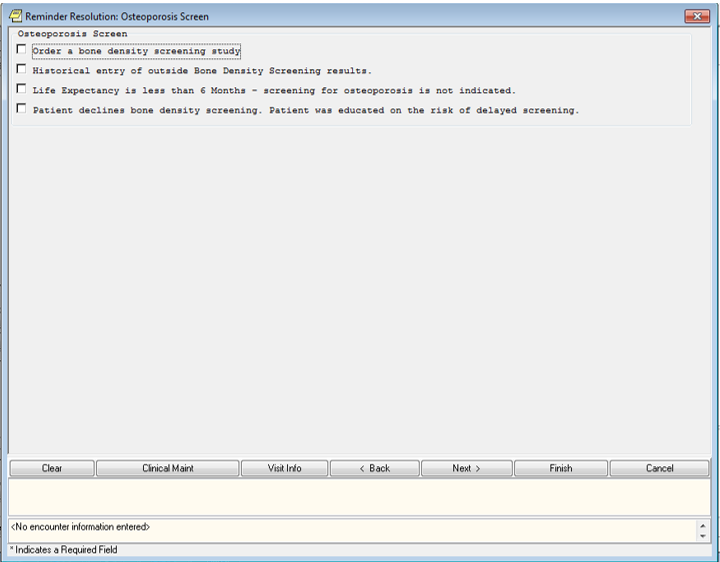 Reminder Resolution: Osteoporosis Screen
Osteoporosis Screen
Order a bone density screening study
Historical entry of outside Bone Density Screening results.
Life Expectancy is less than 6 Months - screening for osteoporosis is not indicated.
Patient declines bone density screening. Patient was educated on the risk of delayed screening.
Clear Clinical Maint Visit Info < Back Next > Finish Cancel
<No encounter information entered>
* Indicates a Required Field